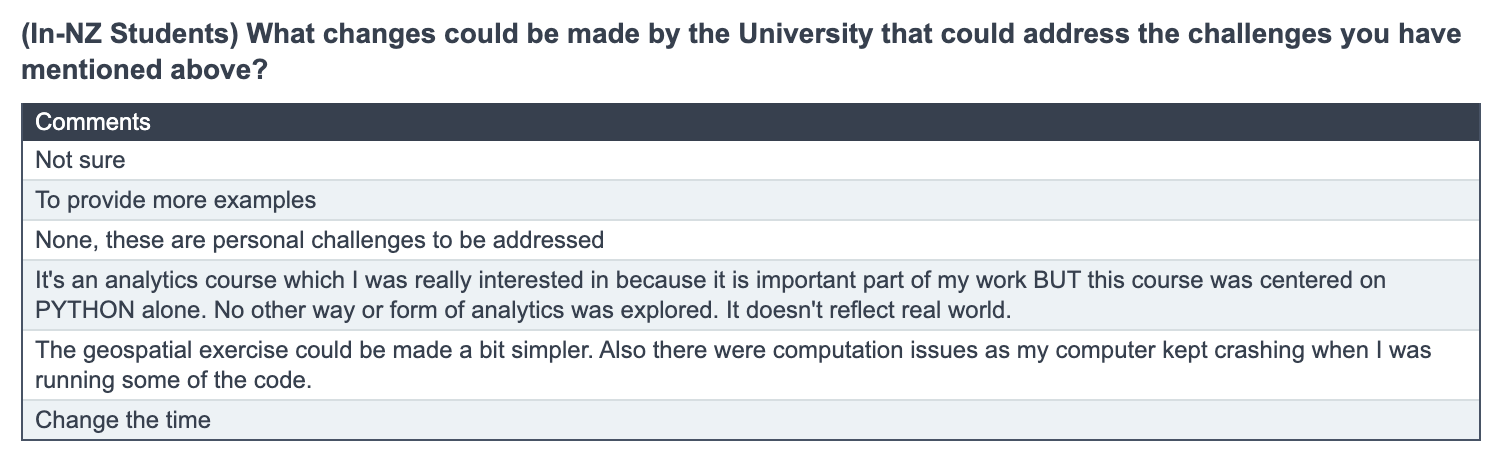 (In-NZ Students) What changes could be made by the University that could address the challenges you have
mentioned above?
Comments
Not sure
To provide more examples
None, these are personal challenges to be addressed
It's an analytics course which I was really interested in because it is important part of my work BUT this course was centered on
PYTHON alone. No other way or form of analytics was explored. It doesn't reflect real world.
The geospatial exercise could be made a bit simpler. Also there were computation issues as my computer kept crashing when I was
running some of the code.
Change the time